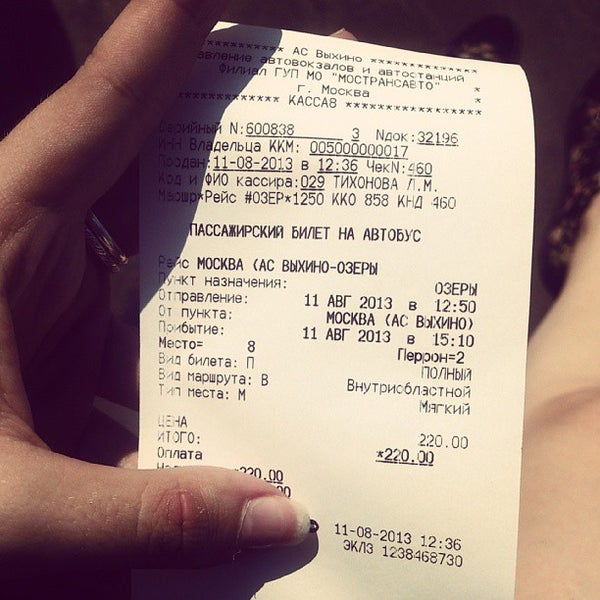 *********** АС Выхино ***********
автовокзалов и автостанций
* Филиал ГУП МО "МОСТРАНСАВТО" *
г. Москва *
*********** КАССА8 ***************
N:600838 3 Nдок:32196
ИНН Владельца ККМ: 005000000017
Продан:11-08-2013 в 12:36 ЧекN:460
Код и ФИО кассира:029 ТИХОНОВА Л.М.
Маршр*Рейс #ОЗЕР*1250 ККО 858 КНД 460
ПАССАЖИРСКИЙ БИЛЕТ НА АВТОБУС
Рейс МОСКВА (АС ВЫХИНО-ОЗЕРЫ
Пункт назначения: ОЗЕРЫ
Отправление: 11 АВГ 2013 в 12:50
От пункта: МОСКВА (АС ВЫХИНО)
Прибытие: 11 АВГ 2013 в 15:10
Место= 8 Перрон=2
Вид билета: П ПОЛНЫЙ
Вид маршрута: В Внутриобластной
Тип места: М Мягкий
ЦЕНА 220.00
ИТОГО: *220.00
Оплата
*220.00
11-08-2013 12:36
ЭКЛЗ 1238468730